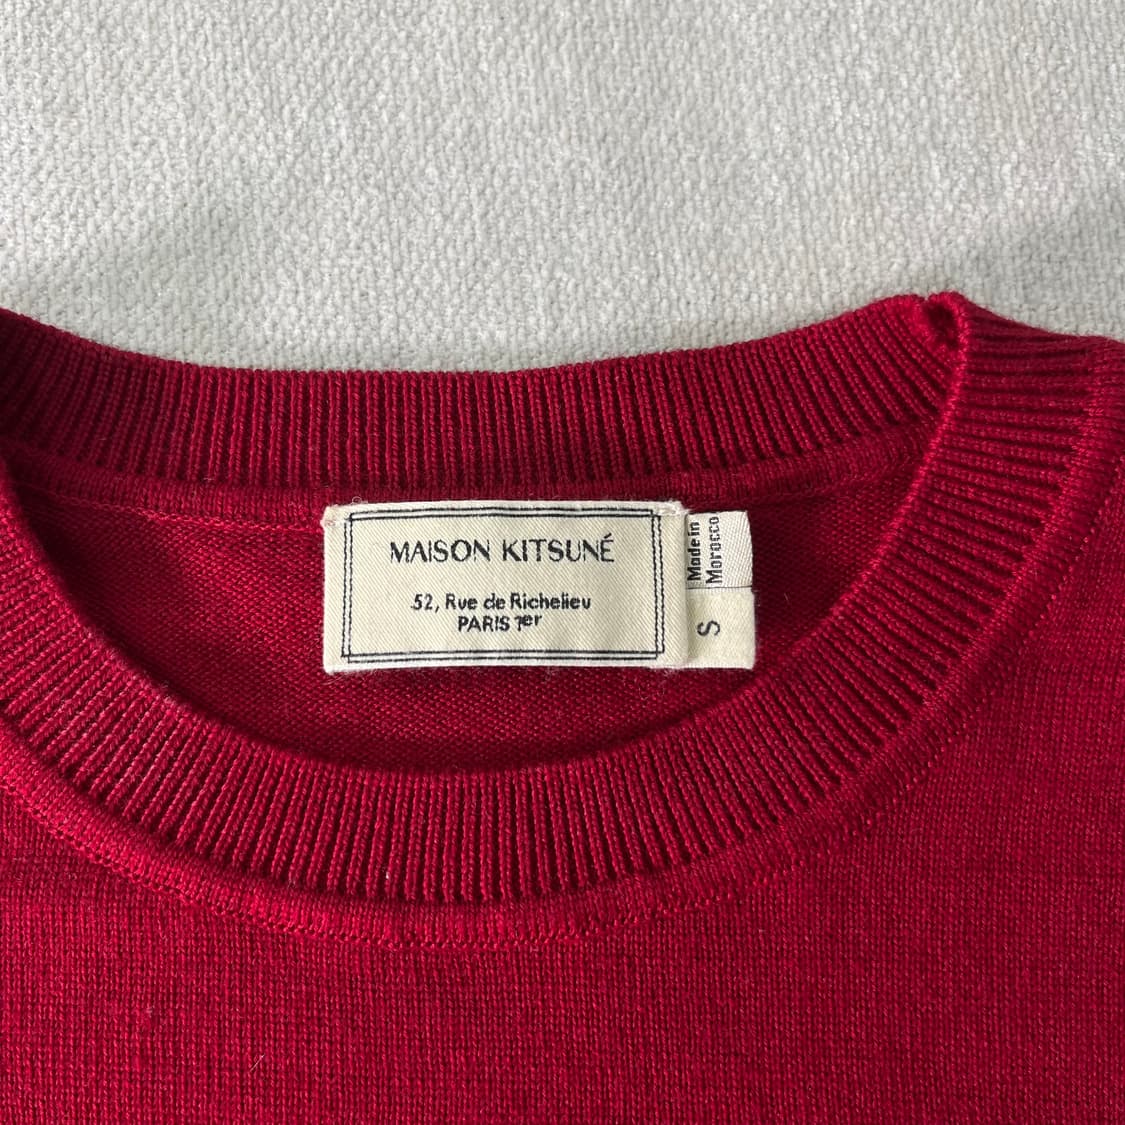 MAISON KITSUNÉ
52, Rue de Richelieu
PARIS 1er
Made in
Morocco
S